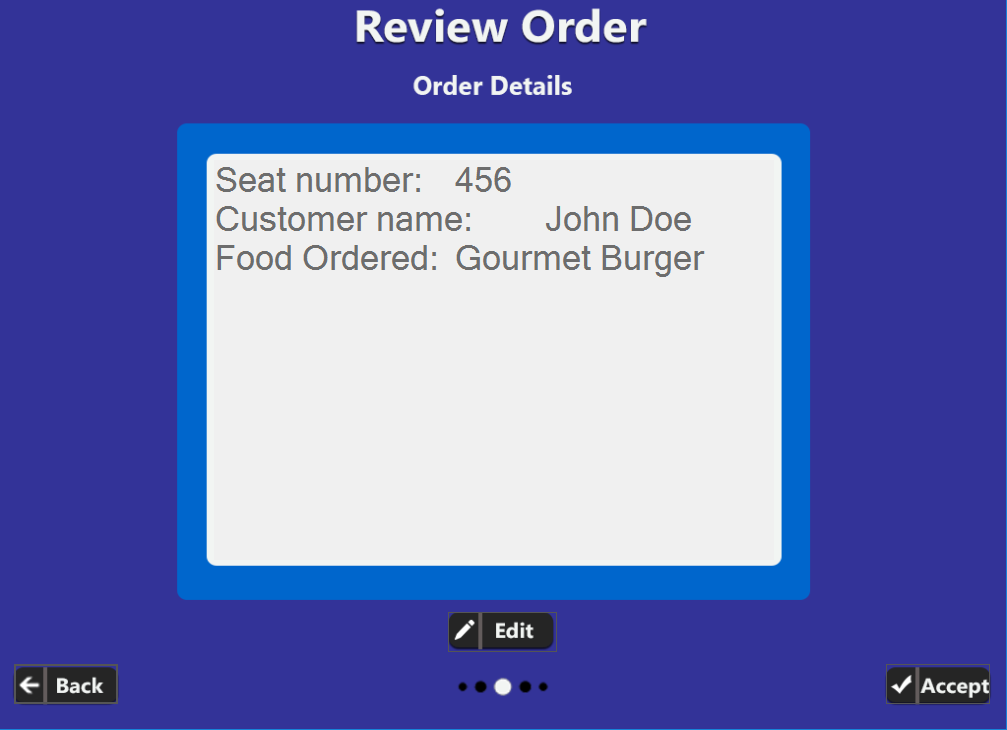 Review Order
Order Details
Seat number: 456
Customer name: John Doe
Food Ordered: Gourmet Burger
Edit
Back
Accept